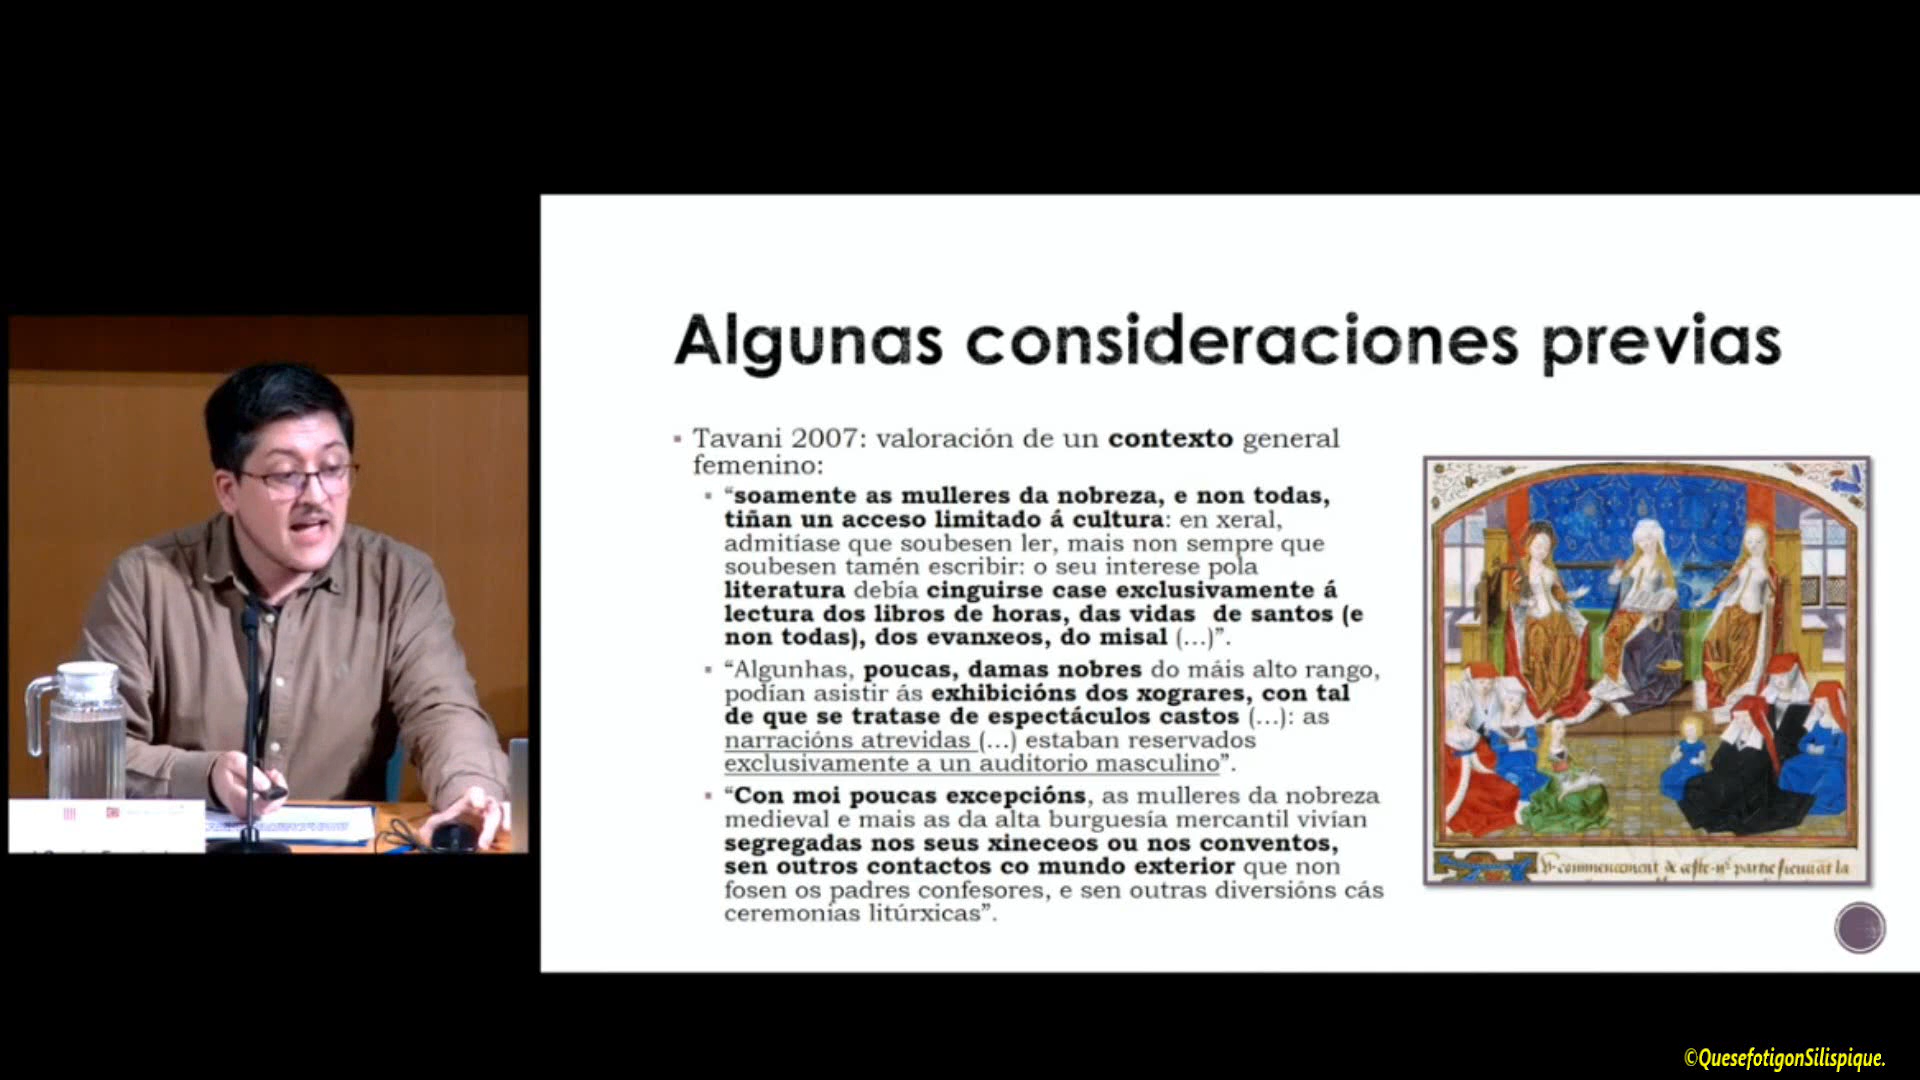 Algunas consideraciones previas
▪ Tavani 2007: valoración de un contexto general
femenino:
▪ “soamente as mulleres da nobreza, e non todas,
tiñan un acceso limitado á cultura: en xeral,
admitíase que soubesen ler, mais non sempre que
soubesen tamén escribir: o seu interese pola
literatura debía cinguirse case exclusivamente á
lectura dos libros de horas, das vidas de santos (e
non todas), dos evanxeos, do misal (...)”.
▪ “Algunhas, poucas, damas nobres do máis alto rango,
podían asistir ás exhibicións dos xograres, con tal
de que se tratase de espectáculos castos (...): as
narracións atrevidas (...) estaban reservados
exclusivamente a un auditorio masculino”.
▪ “Con moi poucas excepcións, as mulleres da nobreza
medieval e mais as da alta burguesía mercantil vivían
segregadas nos seus xineceos ou nos conventos,
sen outros contactos co mundo exterior que non
fosen os padres confesores, e sen outras diversións cás
ceremonias litúrxicas”.
commencement de
partie
la
©QuesefotigonSilispique.